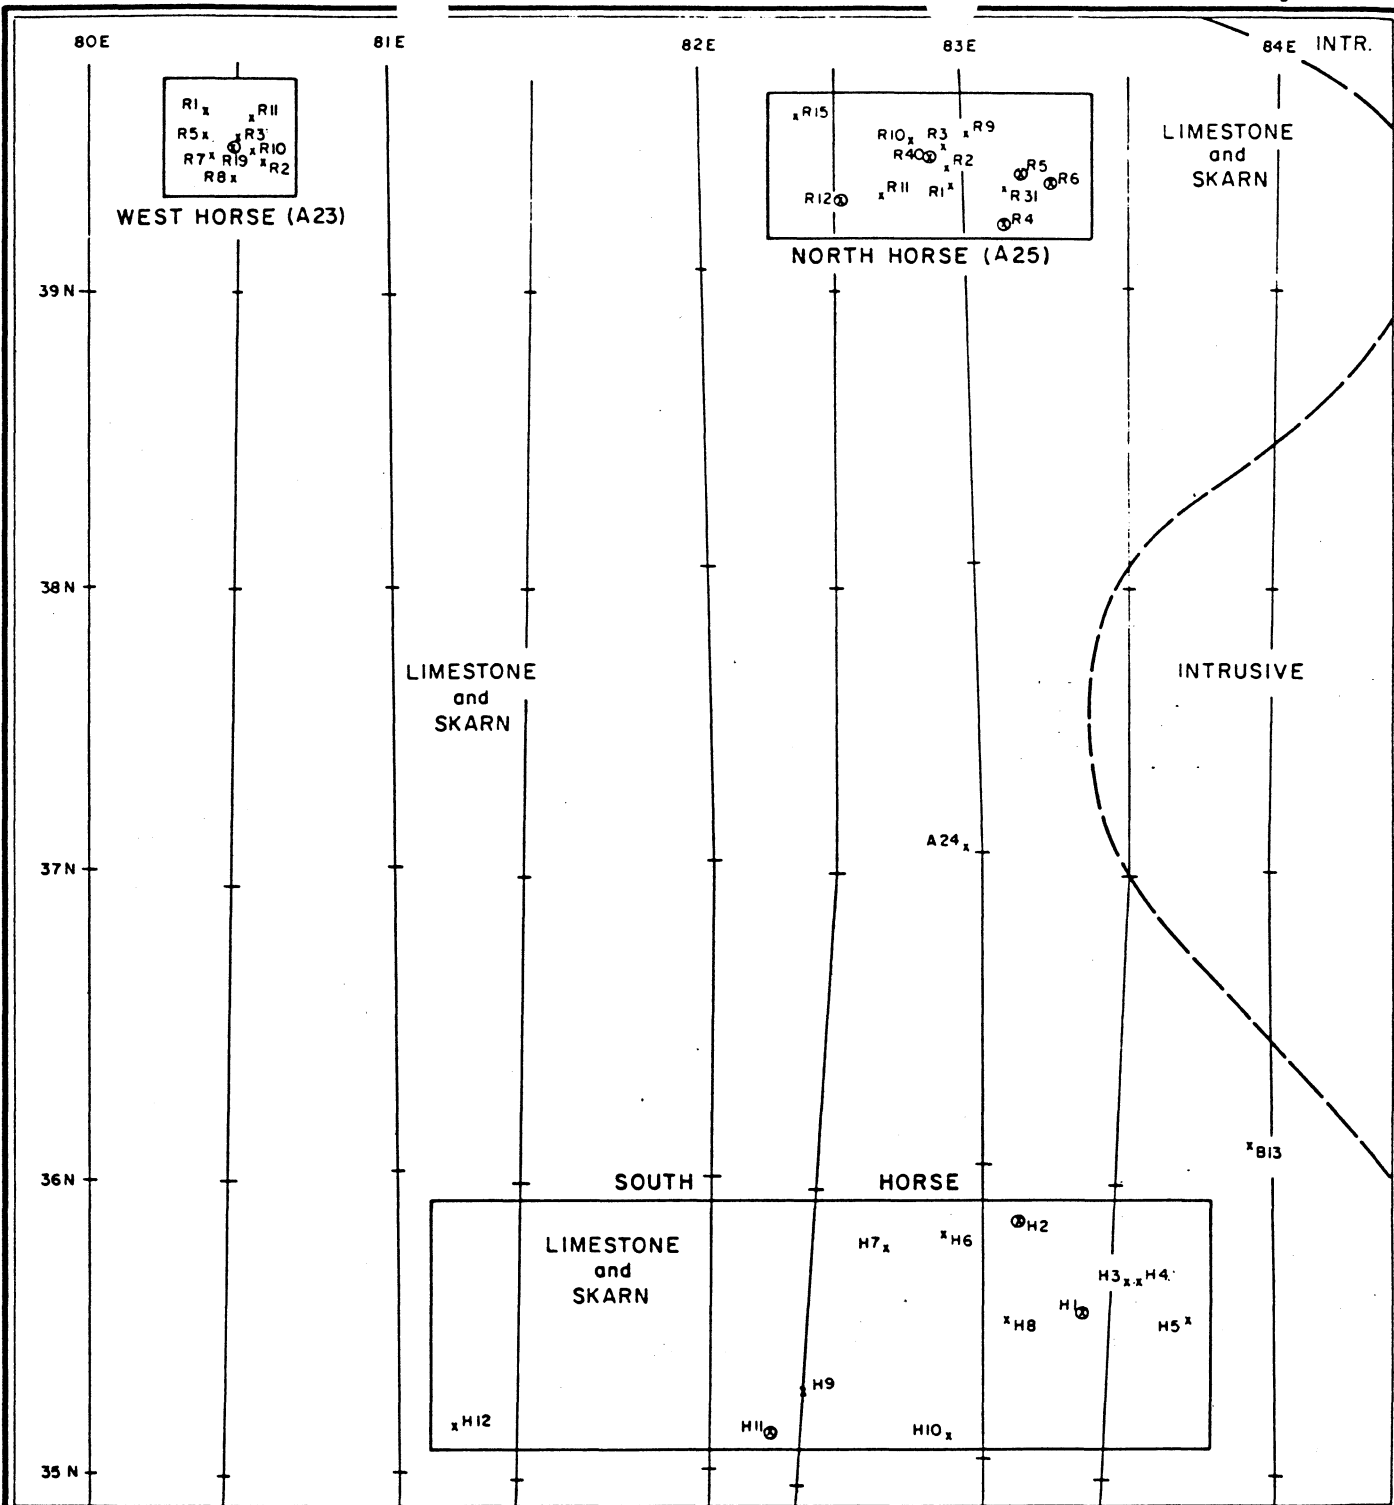 80E 81E 82E 83E 84E INTR.
R1 R11
R5 R3
R7 R19 R10
R8 R2
WEST HORSE (A23)
R15
R10 R3 R9
R40 R2 R5 R6
R12 R11 R1 R31
R4
NORTH HORSE (A25)
LIMESTONE
and
SKARN
39N
38N
LIMESTONE
and
SKARN
INTRUSIVE
A24
37N
B13
36N
SOUTH HORSE
LIMESTONE
and
SKARN
H7 H6 H2
H3 H4
H1
H8 H5
H9
H12 H11 H10
35N